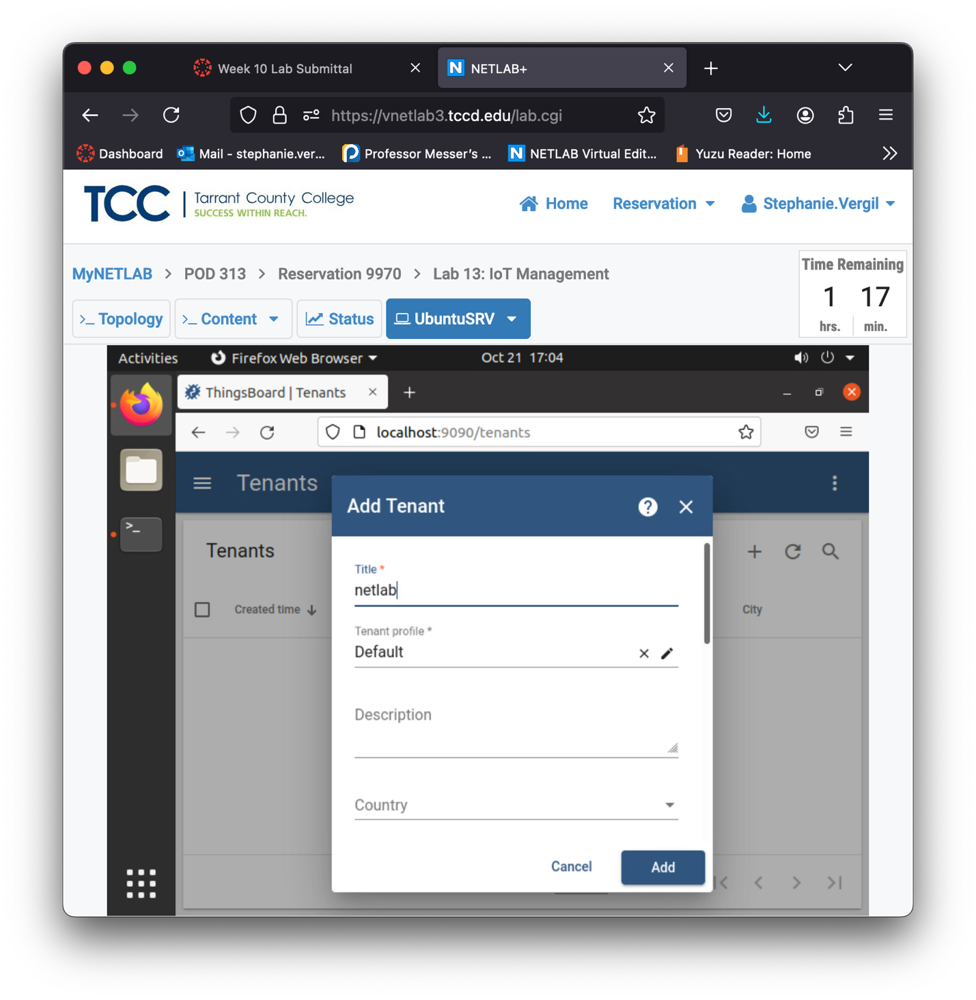 Week 10 Lab Submittal
NETLAB+
https://vnetlab3.tccd.edu/lab.cgi
Dashboard
Mail - stephanie.ver...
Professor Messer's ...
NETLAB Virtual Edit...
Yuzu Reader: Home
TCC
Tarrant County College
SUCCESS WITHIN REACH.
Home
Reservation
Stephanie.Vergil
MyNETLAB > POD 313 > Reservation 9970 > Lab 13: IoT Management
Time Remaining
1 17
hrs. min.
>_ Topology
>_ Content
Status
UbuntuSRV
Activities
Firefox Web Browser
Oct 21 17:04
ThingsBoard | Tenants
localhost:9090/tenants
Tenants
Add Tenant
Tenants
Title *
netlab
Created time
City
Tenant profile *
Default
Description
Country
Cancel
Add